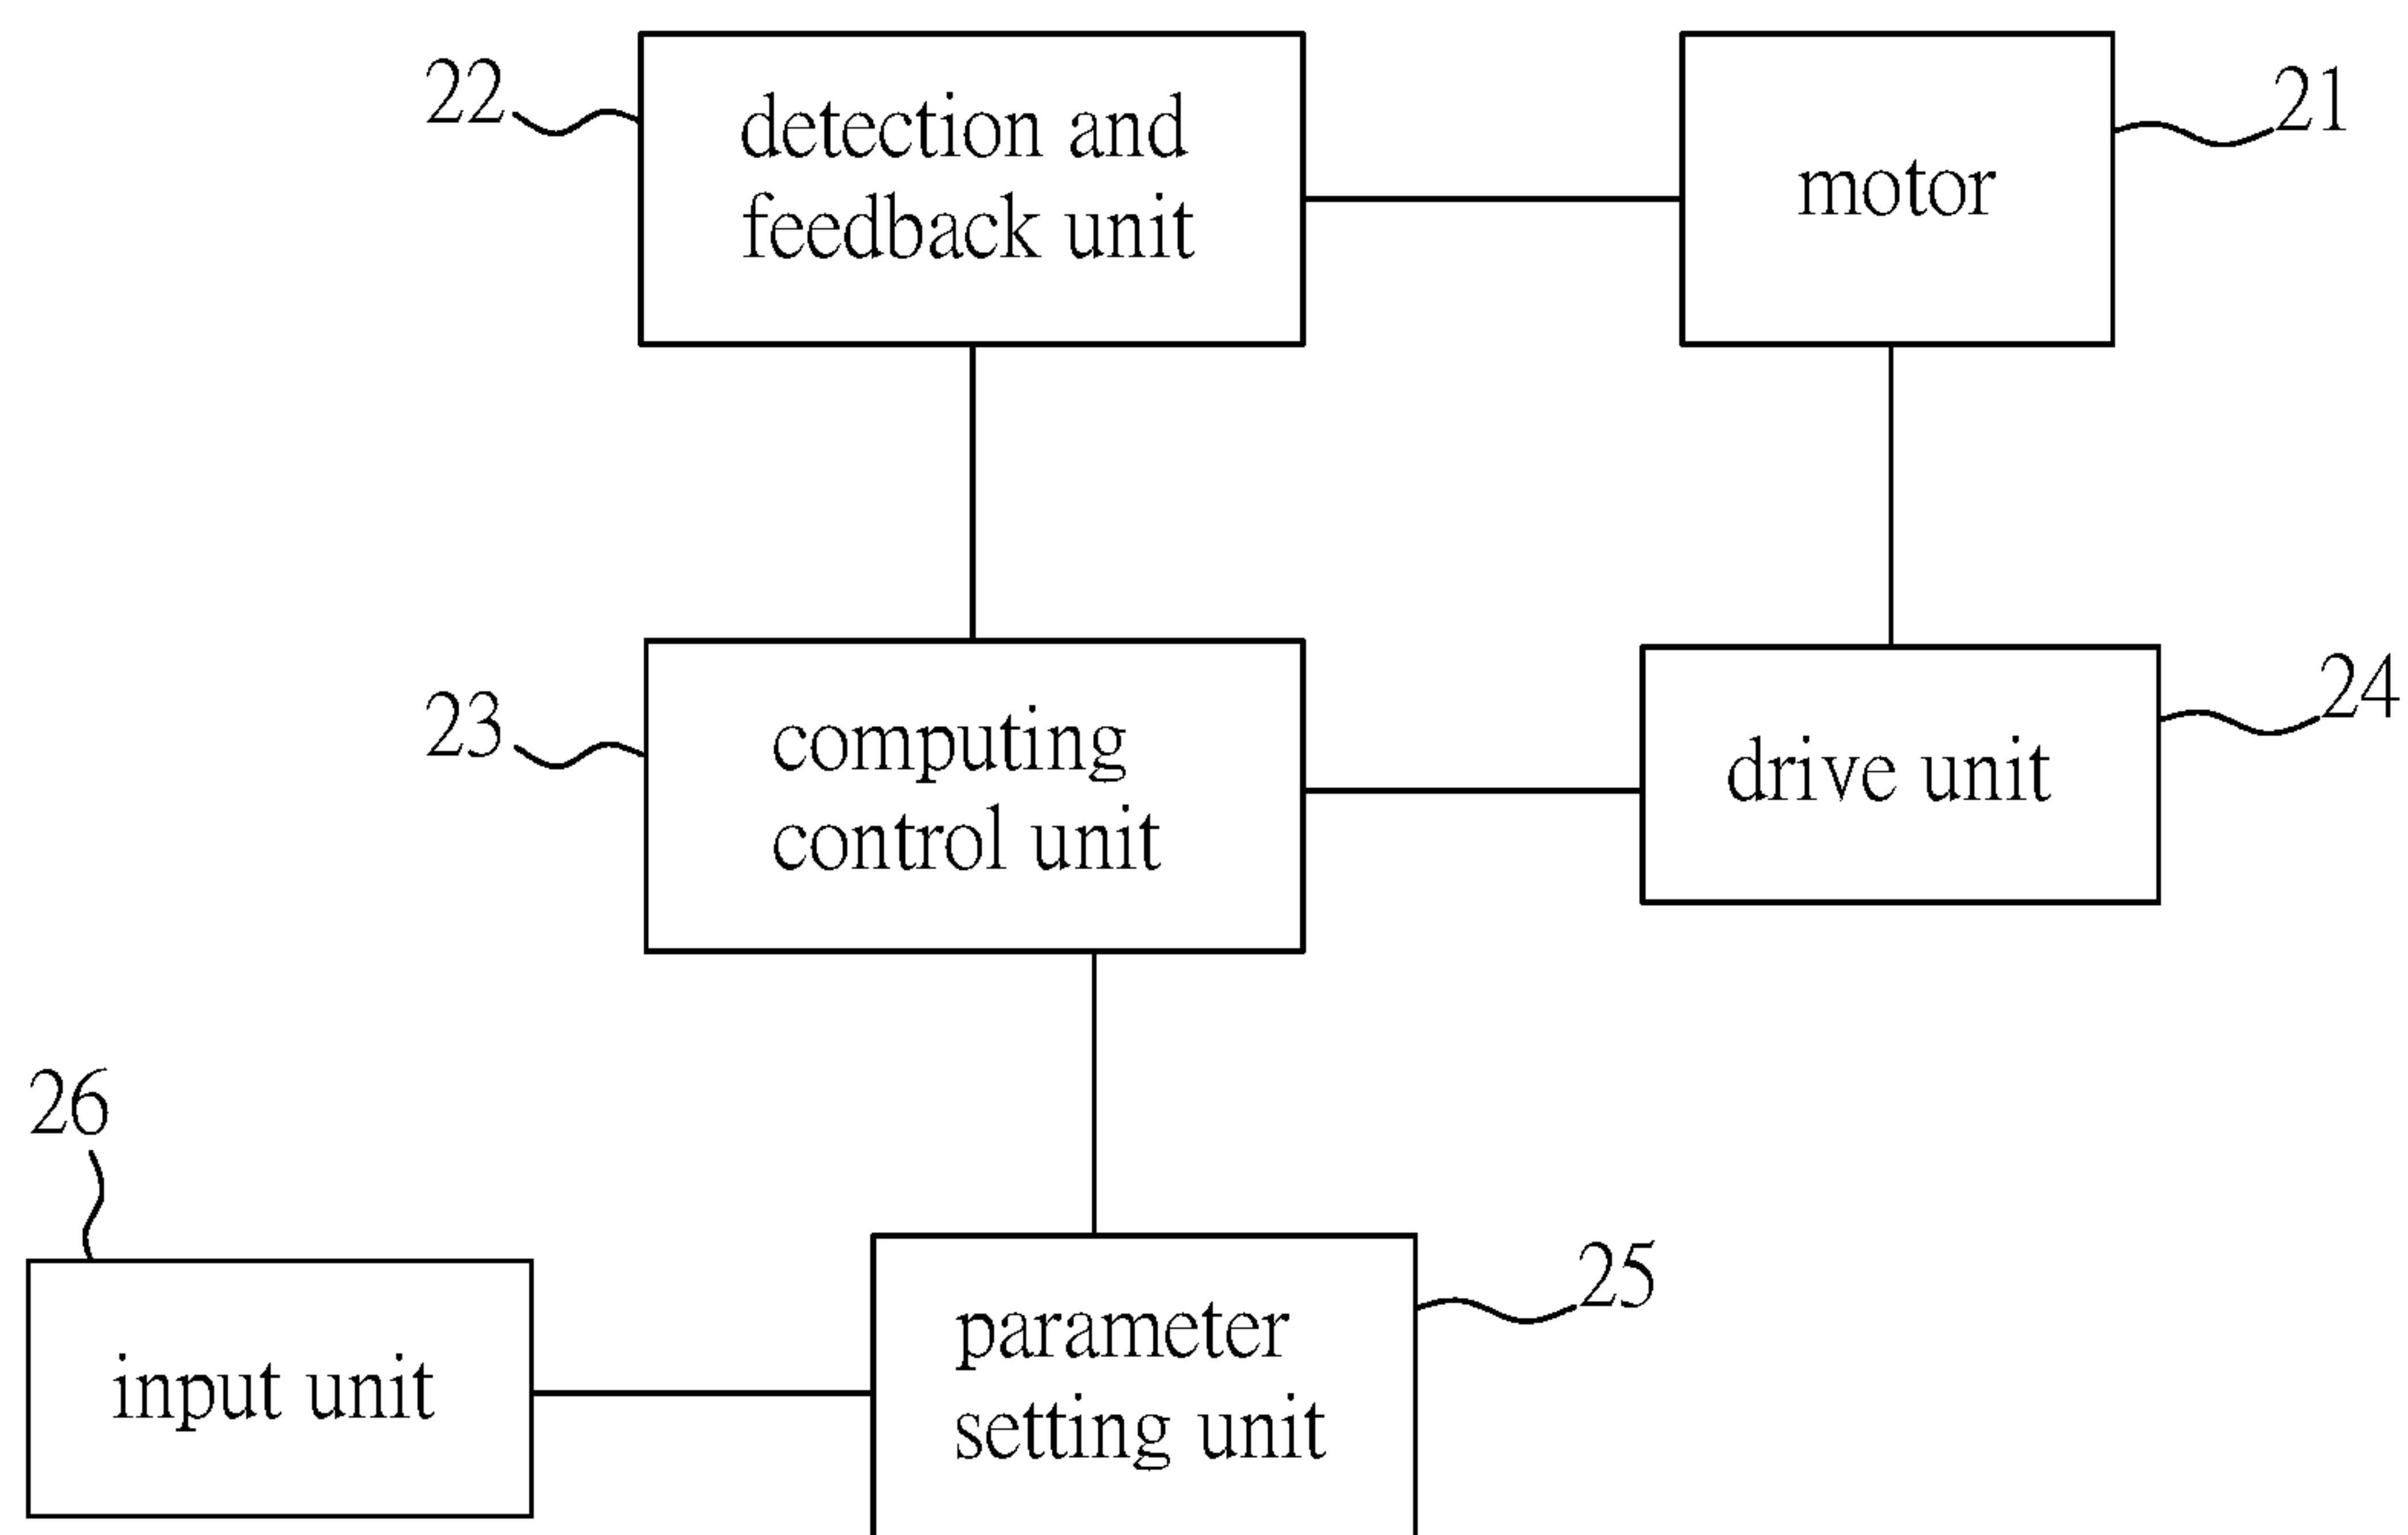 22
detection and
feedback unit
21
motor
23
computing
control unit
24
drive unit
26
input unit
25
parameter
setting unit